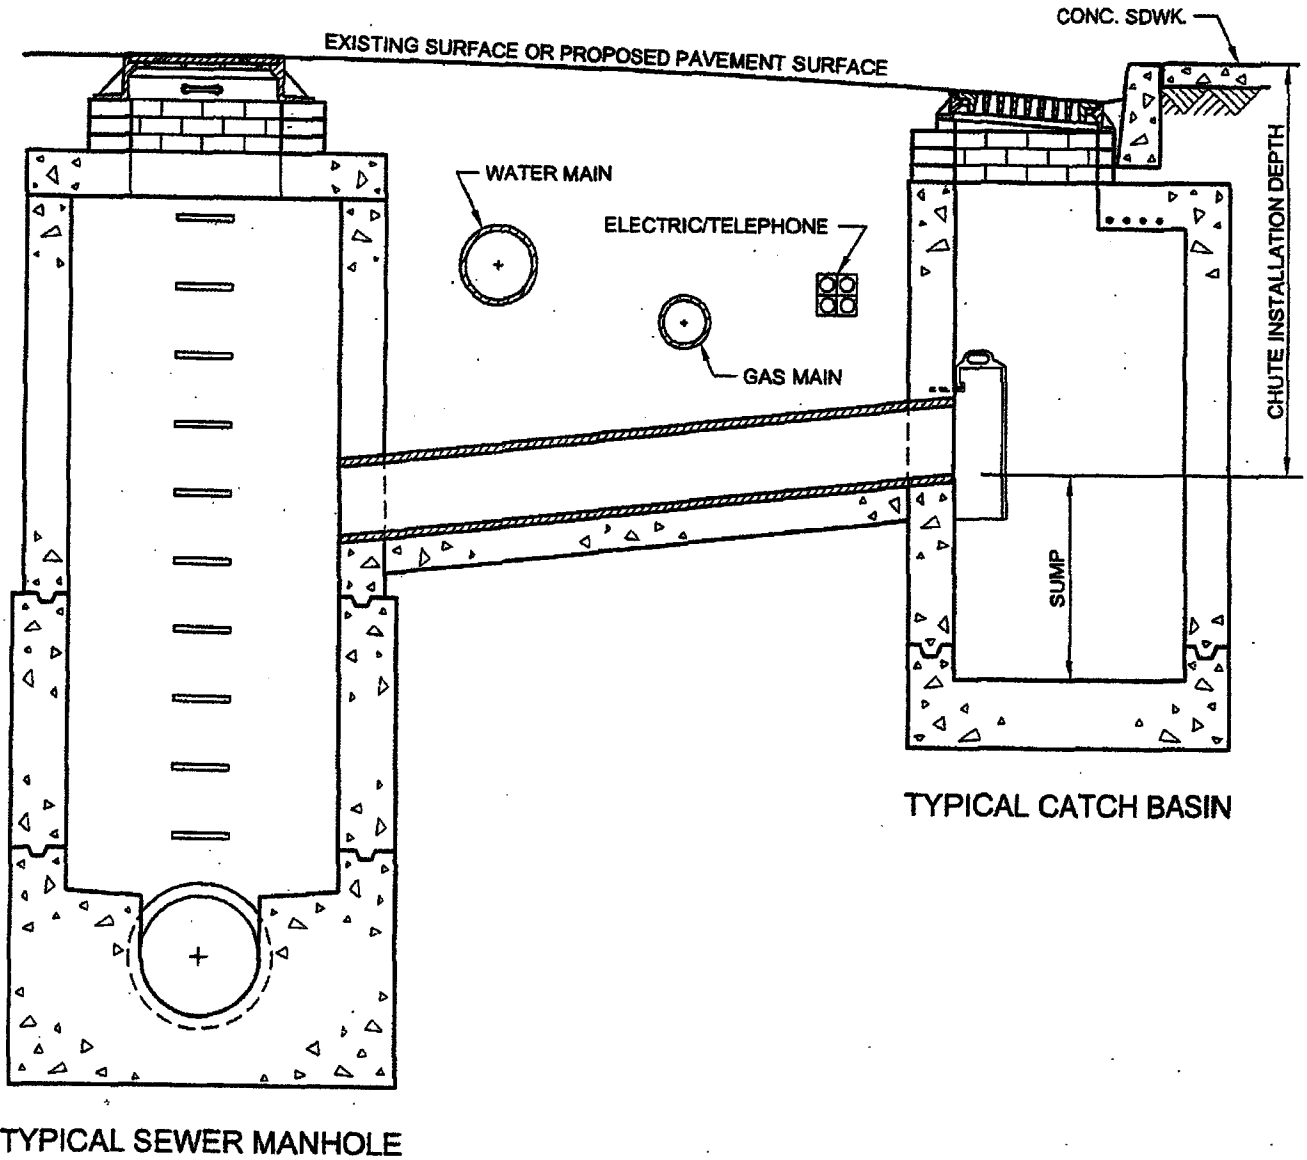 CONC. SDWK.
EXISTING SURFACE OR PROPOSED PAVEMENT SURFACE
WATER MAIN
ELECTRIC/TELEPHONE
GAS MAIN
CHUTE INSTALLATION DEPTH
SUMP
TYPICAL CATCH BASIN
TYPICAL SEWER MANHOLE